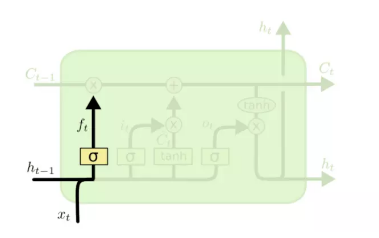 h_t
C_{t-1}
×
+
C_t
tanh
f_t
i_t
×
o_t
×
σ
σ
tanh
σ
h_{t-1}
h_t
x_t